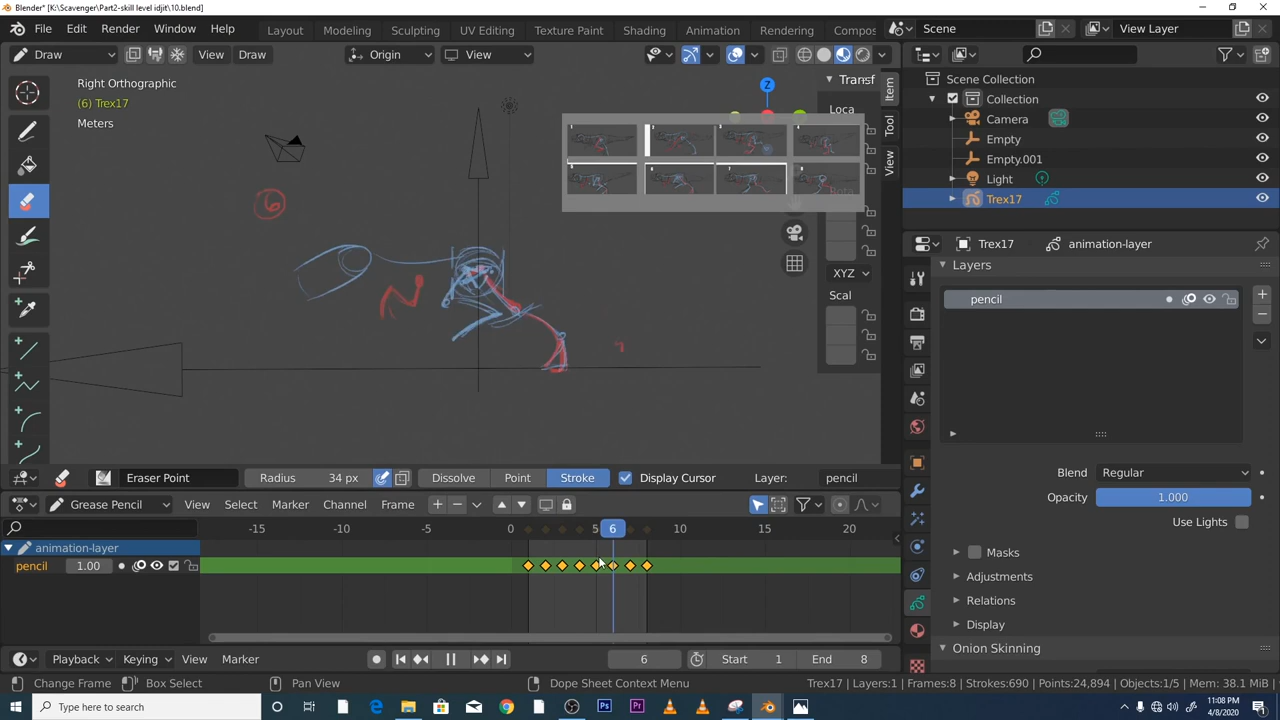 Blender* [K:\Scavenger\Part2-skill level idjit\10.blend]
File Edit Render Window Help Layout Modeling Sculpting UV Editing Texture Paint Shading Animation Rendering Compos Scene View Layer
Draw View Draw Origin View
Right Orthographic
(6) Trex17
Meters
Z
Transf
Loca
XYZ
Scal
Item
Tool
View
6
Scene Collection
Collection
Camera
Empty
Empty.001
Light
Trex17
Trex17 animation-layer
Layers
pencil
Blend Regular
Opacity 1.000
Use Lights
Masks
Adjustments
Relations
Display
Onion Skinning
Eraser Point Radius 34 px Dissolve Point Stroke Display Cursor Layer: pencil
Grease Pencil View Select Marker Channel Frame
-15 -10 -5 0 5 6 10 15 20
animation-layer
pencil 1.00
Playback Keying View Marker 6 Start 1 End 8
Change Frame Box Select Pan View Dope Sheet Context Menu Trex17 | Layers:1 | Frames:8 | Strokes:690 | Points:24,894 | Objects:1/5 | Mem: 38.1 MiB
Type here to search
11:08 PM
4/8/2020